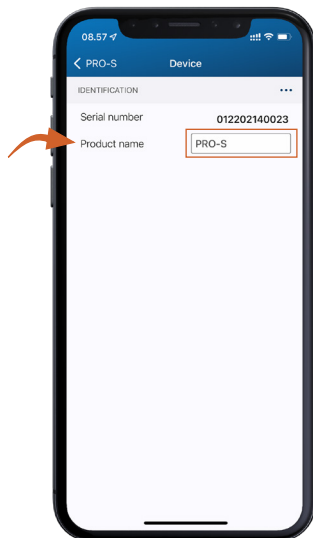 08.57
PRO-S Device
IDENTIFICATION ...
Serial number 012202140023
Product name PRO-S